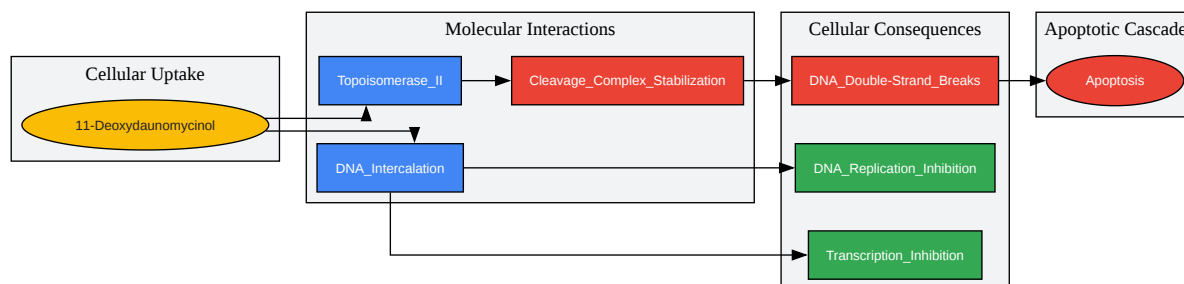 Cellular Uptake
11-Deoxydaunomycinol
Molecular Interactions
Topoisomerase_II
Cleavage_Complex_Stabilization
DNA_Intercalation
Cellular Consequences
DNA_Double-Strand_Breaks
DNA_Replication_Inhibition
Transcription_Inhibition
Apoptotic Cascade
Apoptosis